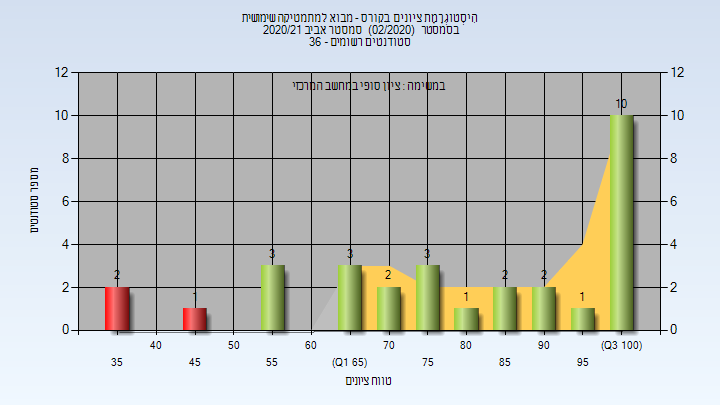 היסטוגרמת ציונים בקורס - מבוא למתמטיקה שימושית
בסמסטר (02/2020) סמסטר אביב 2020/21
סטודנטים רשומים - 36
במשימה : ציון סופי במחשב המרכזי
מספר סטודנטים
12 12
10 10
8 8
6 6
4 4
2 2
0 0
2 1 3 3 2 3 1 2 2 1 10
40 50 60 70 80 90 (Q3 100)
35 45 55 (Q1 65) 75 85 95
טווח ציונים